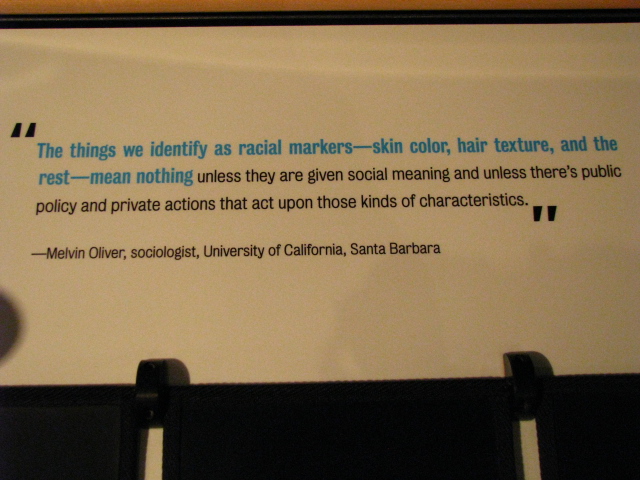 "The things we identify as racial markers—skin color, hair texture, and the
rest—mean nothing unless they are given social meaning and unless there's public
policy and private actions that act upon those kinds of characteristics."
—Melvin Oliver, sociologist, University of California, Santa Barbara